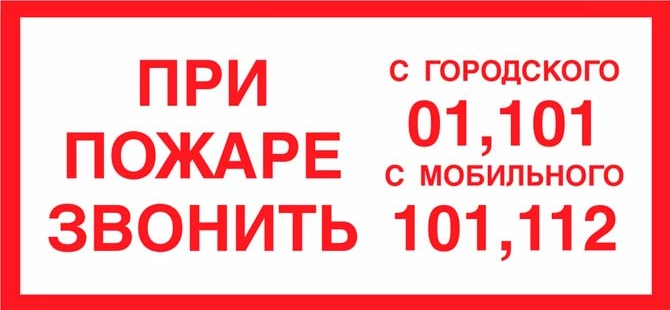 ПРИ
ПОЖАРЕ
ЗВОНИТЬ
С ГОРОДСКОГО
01,101
С МОБИЛЬНОГО
101,112